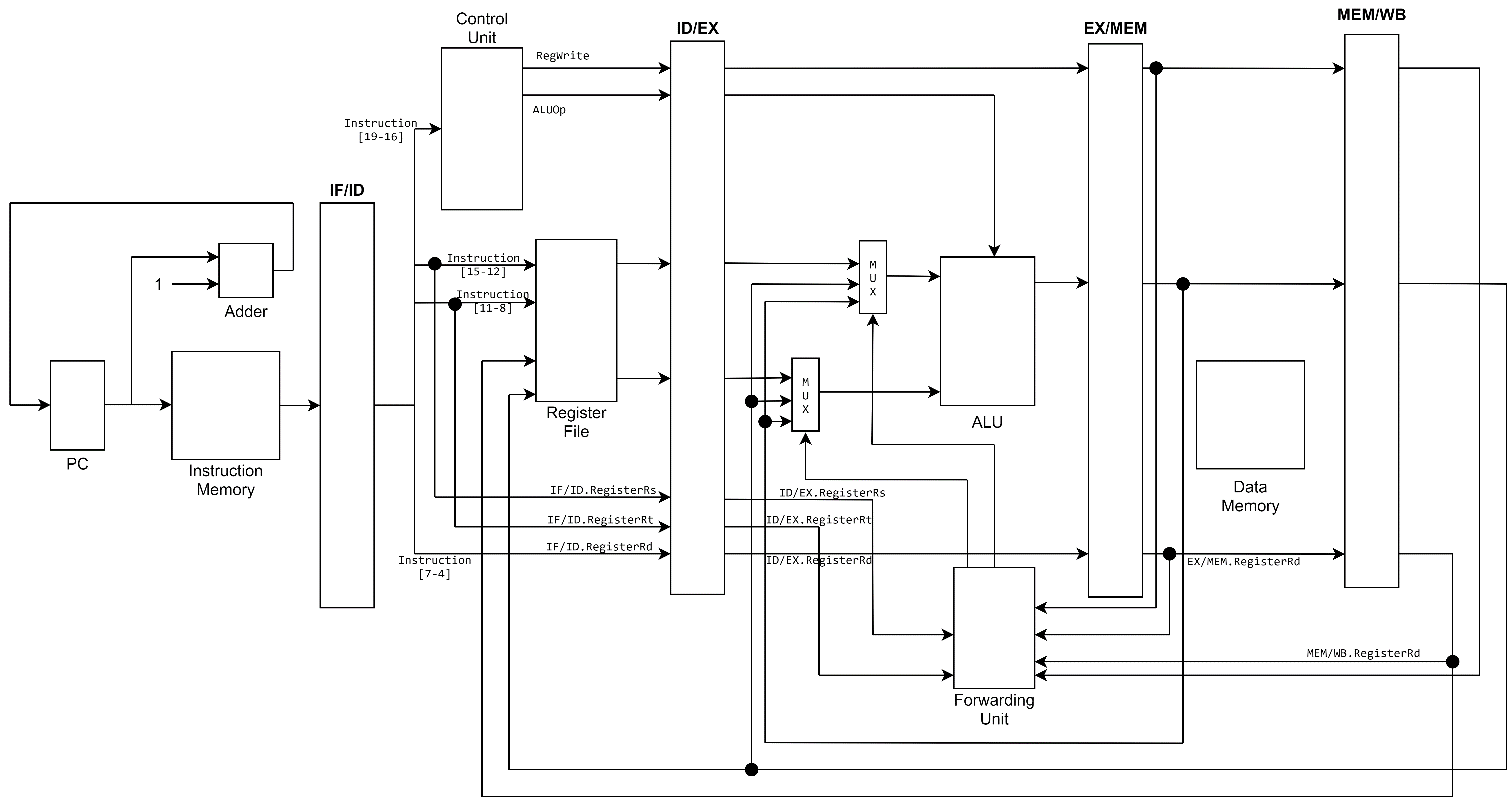 Control
Unit
ID/EX
EX/MEM
MEM/WB
RegWrite
ALUOp
Instruction
[19-16]
IF/ID
Instruction
[15-12]
Instruction
[11-8]
1
Adder
M
U
X
M
U
X
PC
Instruction
Memory
Register
File
ALU
Data
Memory
IF/ID.RegisterRs
ID/EX.RegisterRs
IF/ID.RegisterRt
ID/EX.RegisterRt
IF/ID.RegisterRd
ID/EX.RegisterRd
EX/MEM.RegisterRd
Instruction
[7-4]
MEM/WB.RegisterRd
Forwarding
Unit